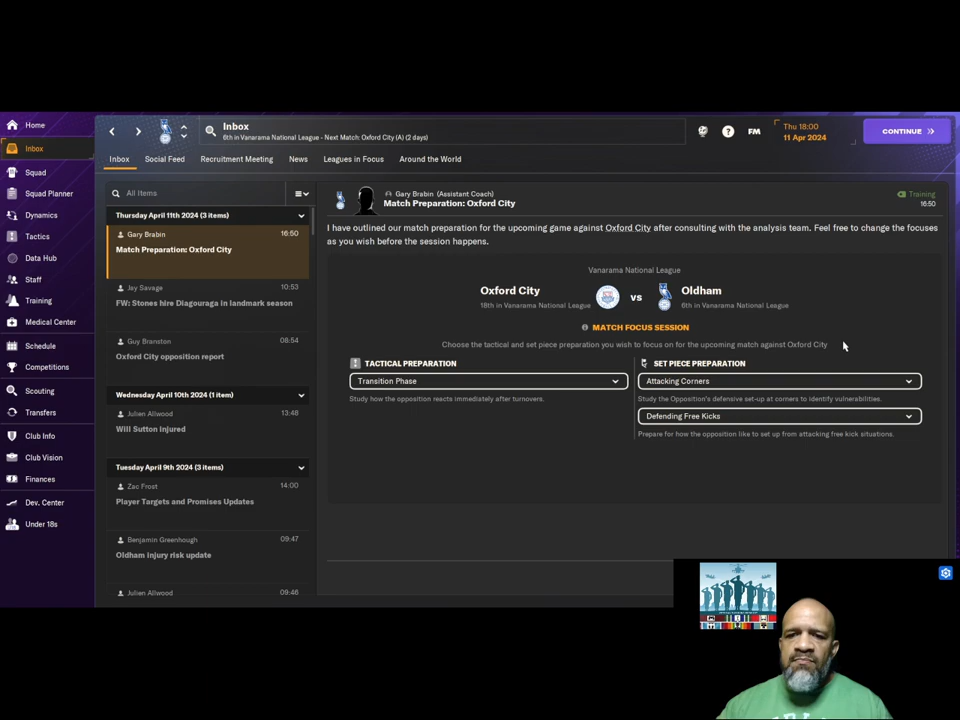 Home
Inbox
Squad
Squad Planner
Dynamics
Tactics
Data Hub
Staff
Training
Medical Center
Schedule
Competitions
Scouting
Transfers
Club Info
Club Vision
Finances
Dev. Center
Under 18s
Inbox
6th in Vanarama National League - Next Match: Oxford City (A) (2 days)
FM
Thu 18:00
11 Apr 2024
CONTINUE
Inbox
Social Feed
Recruitment Meeting
News
Leagues in Focus
Around the World
All Items
Thursday April 11th 2024 (3 items)
Gary Brabin 16:50
Match Preparation: Oxford City
Jay Savage 10:53
FW: Stones hire Diagouraga in landmark season
Guy Branston 08:54
Oxford City opposition report
Wednesday April 10th 2024 (1 item)
Julien Allwood 13:48
Will Sutton injured
Tuesday April 9th 2024 (3 items)
Zac Frost 14:00
Player Targets and Promises Updates
Benjamin Greenhough 09:47
Oldham injury risk update
Julien Allwood 09:46
Gary Brabin (Assistant Coach)
Match Preparation: Oxford City
Training
16:50
I have outlined our match preparation for the upcoming game against Oxford City after consulting with the analysis team. Feel free to change the focuses
as you wish before the session happens.
Vanarama National League
Oxford City vs Oldham
18th in Vanarama National League
6th in Vanarama National League
MATCH FOCUS SESSION
Choose the tactical and set piece preparation you wish to focus on for the upcoming match against Oxford City
TACTICAL PREPARATION
Transition Phase
Study how the opposition reacts immediately after turnovers.
SET PIECE PREPARATION
Attacking Corners
Study the Opposition's defensive set-up at corners to identify vulnerabilities.
Defending Free Kicks
Prepare for how the opposition like to set up from attacking free kick situations.